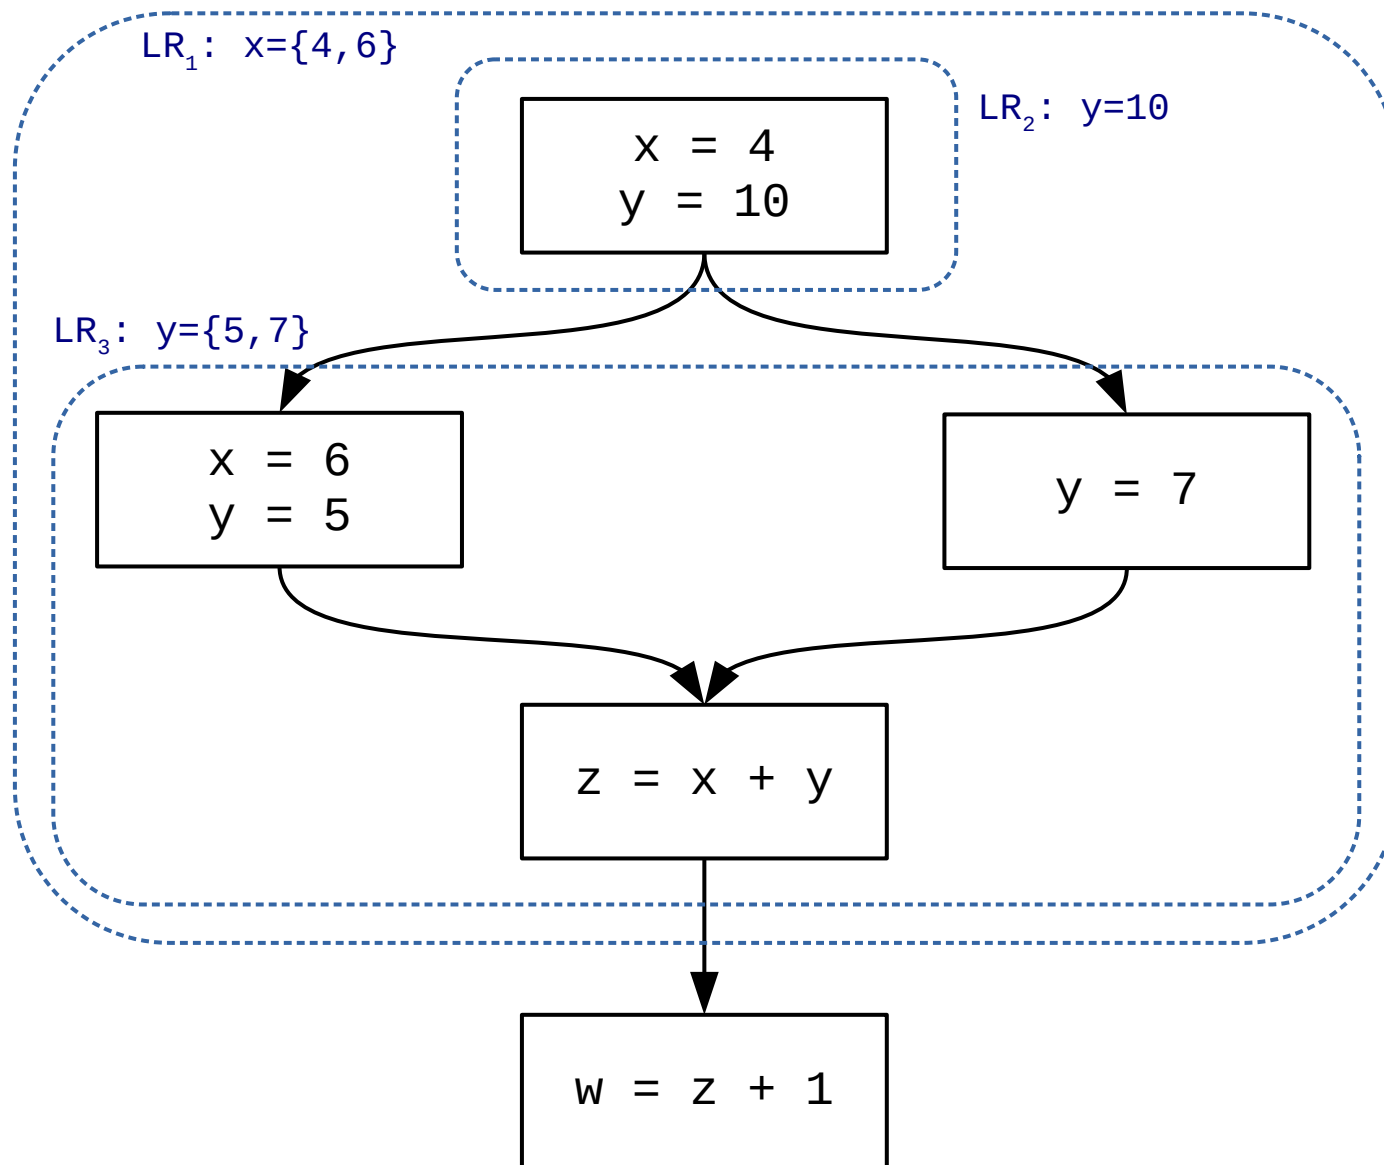 LR₁: x={4,6}
LR₂: y=10
x = 4
y = 10
LR₃: y={5,7}
x = 6
y = 5
y = 7
z = x + y
w = z + 1